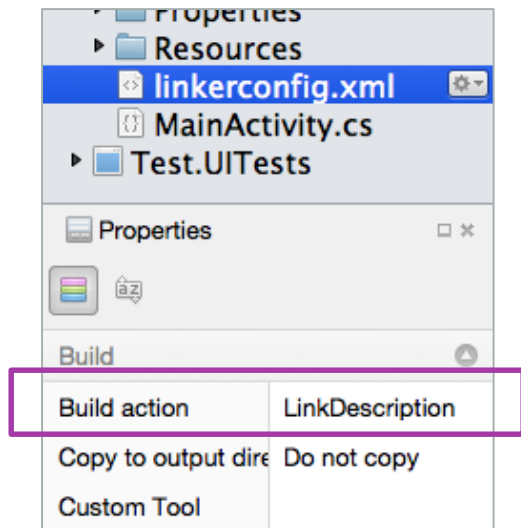 Properties
Resources
linkerconfig.xml
MainActivity.cs
Test.UITests
Properties
Build
Build action LinkDescription
Copy to output dire Do not copy
Custom Tool